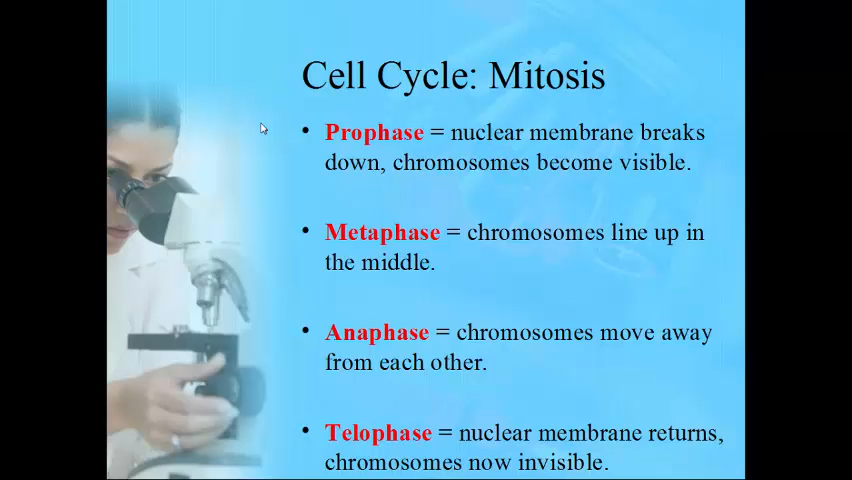 Cell Cycle: Mitosis
• Prophase = nuclear membrane breaks
down, chromosomes become visible.
• Metaphase = chromosomes line up in
the middle.
• Anaphase = chromosomes move away
from each other.
• Telophase = nuclear membrane returns,
chromosomes now invisible.